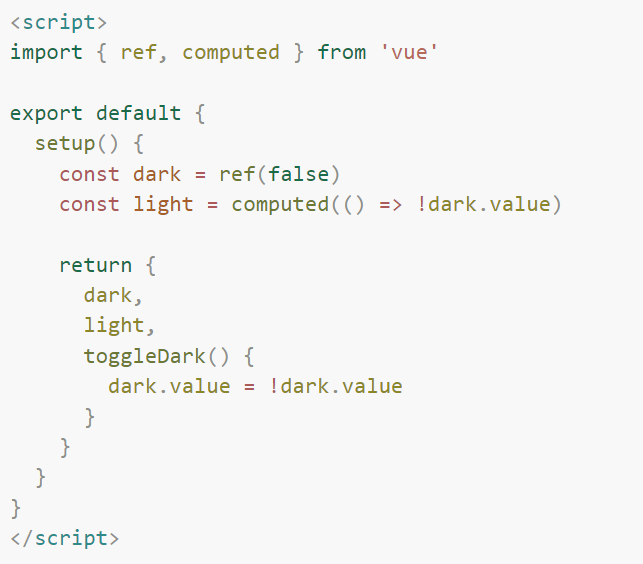 <script>
import { ref, computed } from 'vue'

export default {
  setup() {
    const dark = ref(false)
    const light = computed(() => !dark.value)

    return {
      dark,
      light,
      toggleDark() {
        dark.value = !dark.value
      }
    }
  }
}
</script>